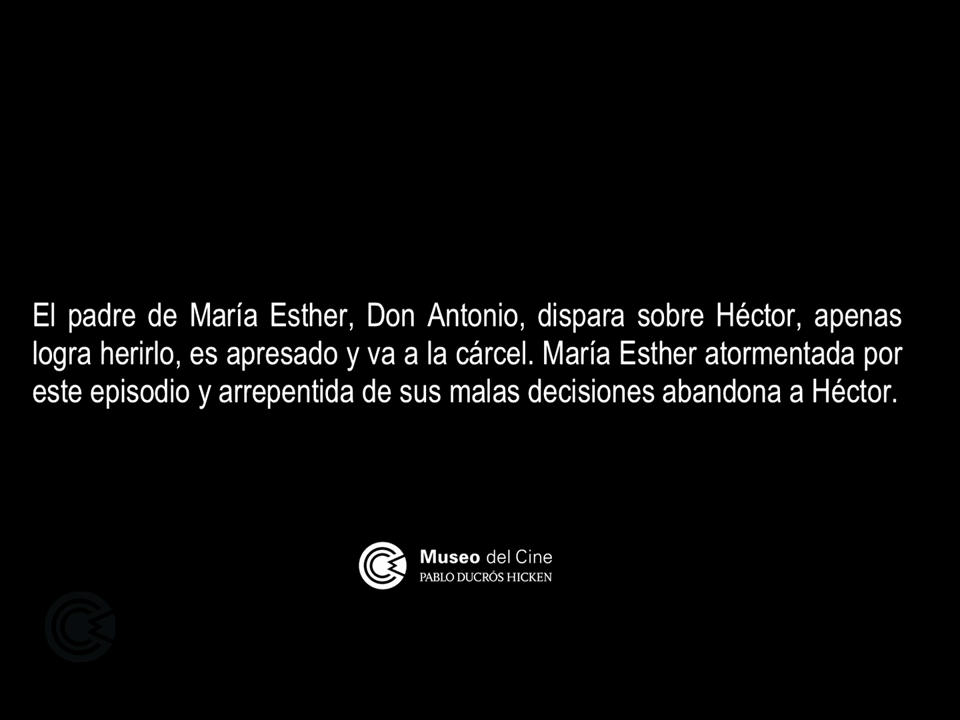 El padre de María Esther, Don Antonio, dispara sobre Héctor, apenas
logra herirlo, es apresado y va a la cárcel. María Esther atormentada por
este episodio y arrepentida de sus malas decisiones abandona a Héctor.
Museo del Cine
PABLO DUCRÓS HICKEN